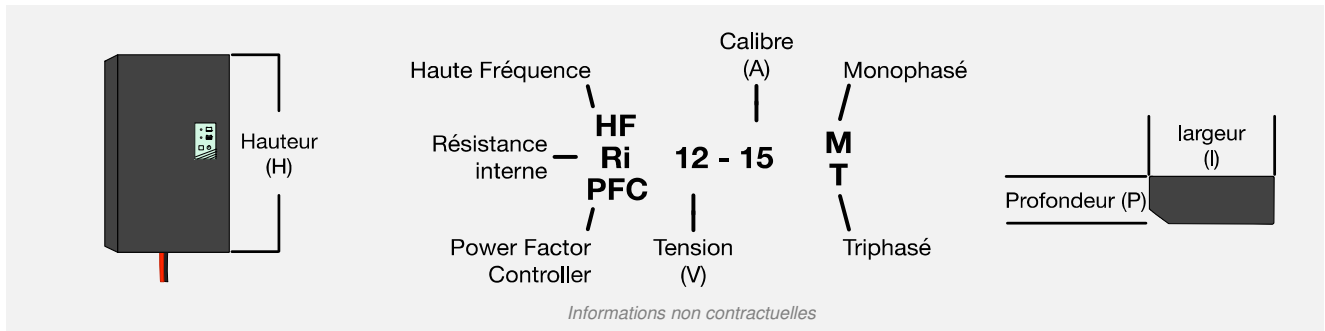 Hauteur
(H)
Haute Fréquence
Résistance
interne
Power Factor
Controller
HF
Ri
PFC
12 - 15
Calibre
(A)
Tension
(V)
Monophasé
M
T
Triphasé
largeur
(l)
Profondeur (P)
Informations non contractuelles